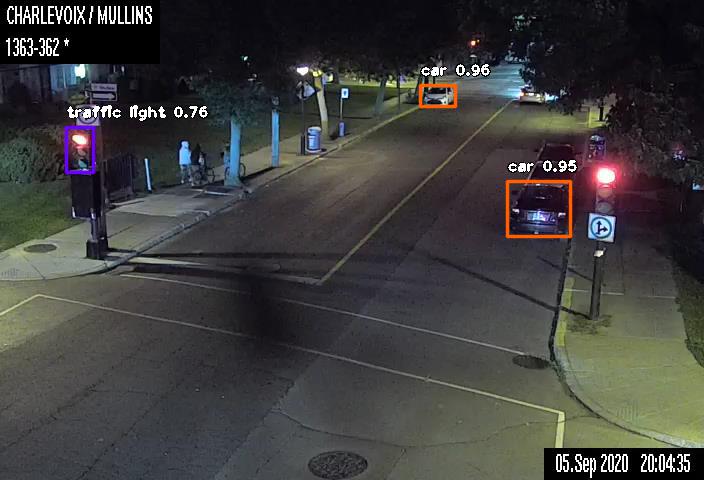 CHARLEVOIX / MULLINS
1363-362 *
car 0.96
traffic light 0.76
car 0.95
05.Sep 2020 20:04:35